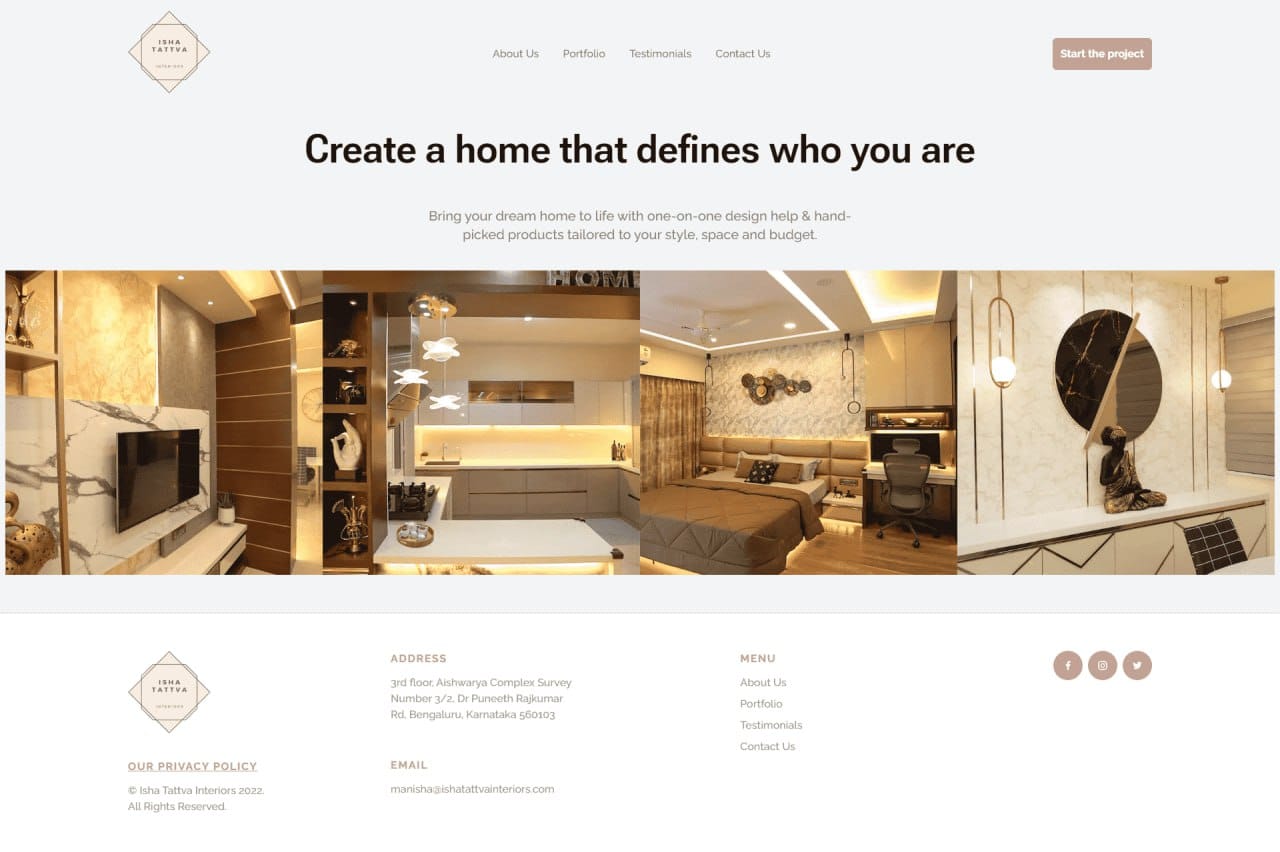 ISHA
TATTVA
INTERIORS
About Us
Portfolio
Testimonials
Contact Us
Start the project
Create a home that defines who you are
Bring your dream home to life with one-on-one design help & hand-
picked products tailored to your style, space and budget.
HOM
ISHA
TATTVA
INTERIORS
OUR PRIVACY POLICY
© Isha Tattva Interiors 2022.
All Rights Reserved.
ADDRESS
3rd floor, Aishwarya Complex Survey
Number 3/2, Dr Puneeth Rajkumar
Rd, Bengaluru, Karnataka 560103
EMAIL
manisha@ishatattvainteriors.com
MENU
About Us
Portfolio
Testimonials
Contact Us